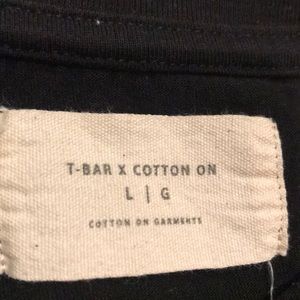 T-BAR X COTTON ON
L | G
COTTON ON GARMENTS